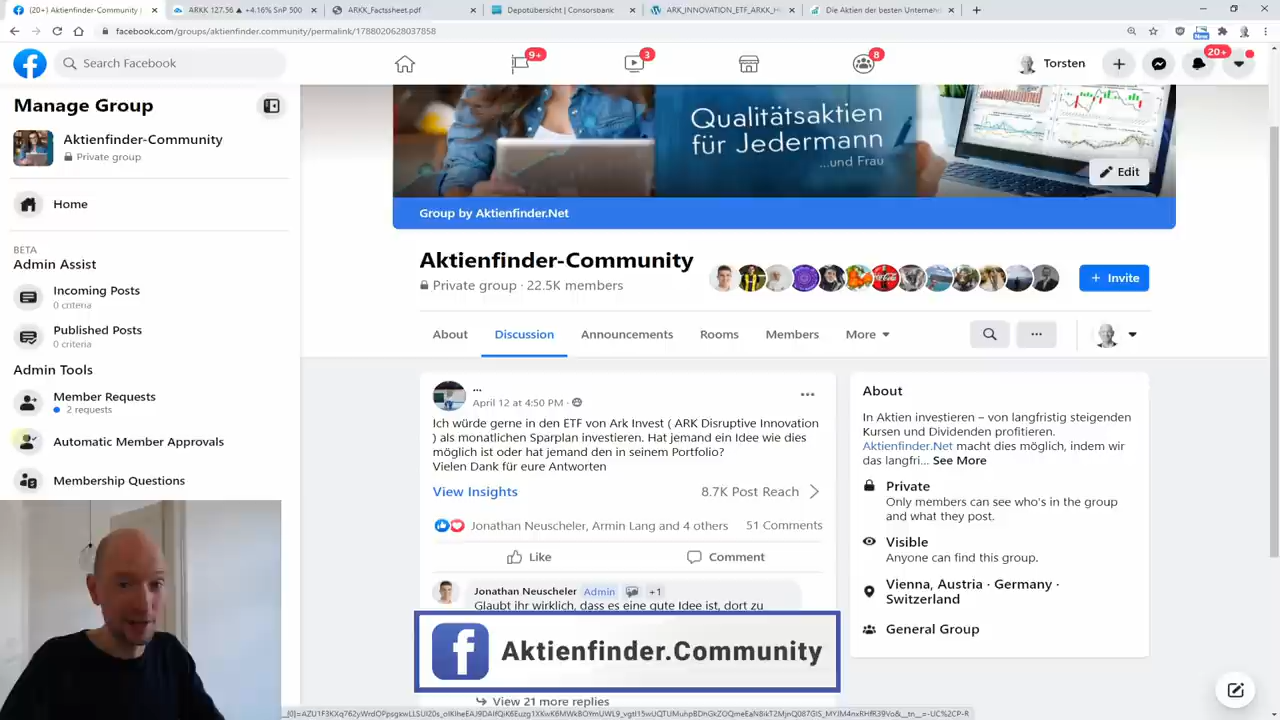 (20+) Aktienfinder-Community |
ARKK 127.56 ▲ +4.16% SnP 500
ARKK_Factssheet.pdf
Depotübersicht | Consorsbank
ARK_INNOVATION_ETF_ARKK_H
Die Aktien der besten Unterneh
facebook.com/groups/aktienfinder.community/permalink/1788020628037858
Search Facebook
9+
3
8
Torsten
20+
Manage Group
Aktienfinder-Community
Private group
Home
BETA
Admin Assist
Incoming Posts
0 criteria
Published Posts
0 criteria
Admin Tools
Member Requests
2 requests
Automatic Member Approvals
Membership Questions
Qualitätsaktien
für Jedermann
...und Frau
Edit
Group by Aktienfinder.Net
Aktienfinder-Community
Private group · 22.5K members
+ Invite
About
Discussion
Announcements
Rooms
Members
More
...
April 12 at 4:50 PM ·
Ich würde gerne in den ETF von Ark Invest ( ARK Disruptive Innovation
) als monatlichen Sparplan investieren. Hat jemand ein Idee wie dies
möglich ist oder hat jemand den in seinem Portfolio?
Vielen Dank für eure Antworten
View Insights
8.7K Post Reach
Jonathan Neuscheler, Armin Lang and 4 others
51 Comments
Like
Comment
Jonathan Neuscheler Admin +1
Glaubt ihr wirklich, dass es eine gute Idee ist, dort zu
Aktienfinder.Community
View 21 more replies
About
In Aktien investieren – von langfristig steigenden
Kursen und Dividenden profitieren.
Aktienfinder.Net macht dies möglich, indem wir
das langfri... See More
Private
Only members can see who's in the group
and what they post.
Visible
Anyone can find this group.
Vienna, Austria · Germany ·
Switzerland
General Group